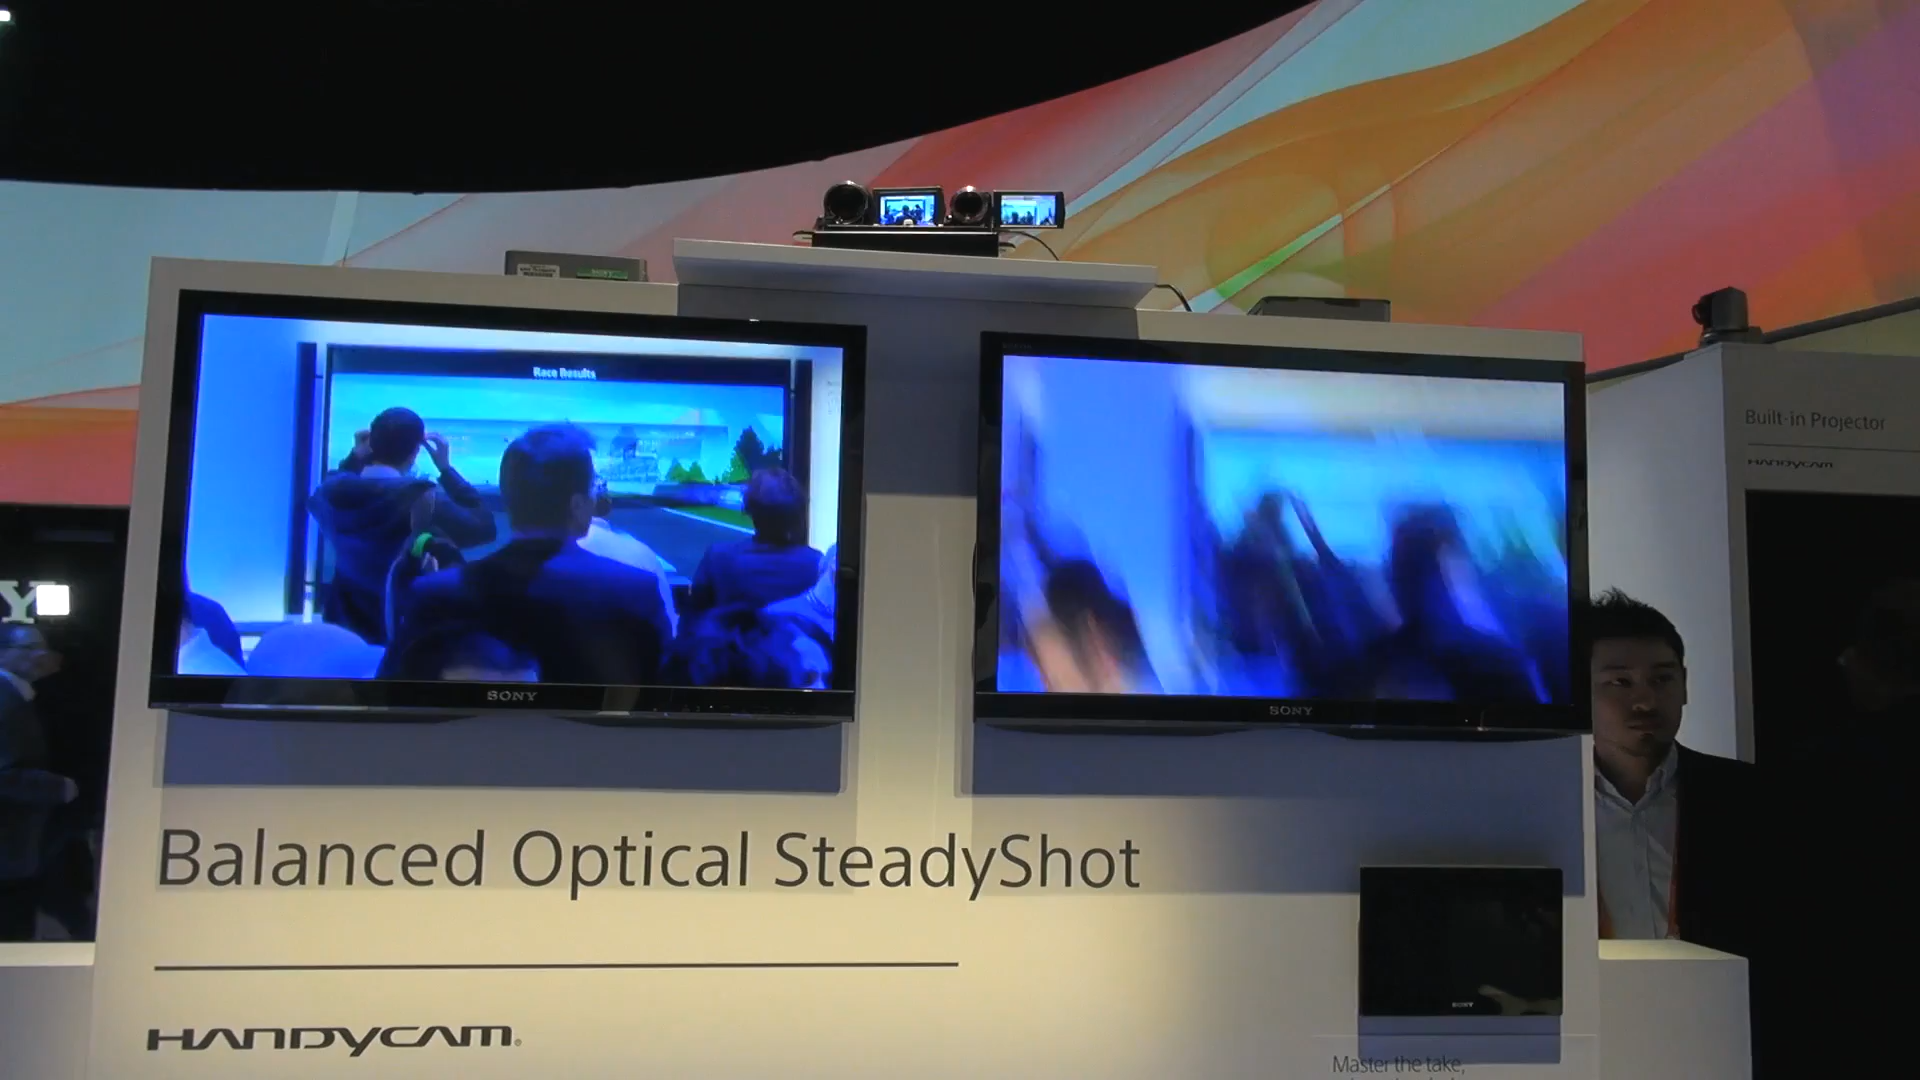 Race Results
SONY
SONY
Built-in Projector
HANDYCAM
Y
Balanced Optical SteadyShot
HANDYCAM®
SONY
Master the take,